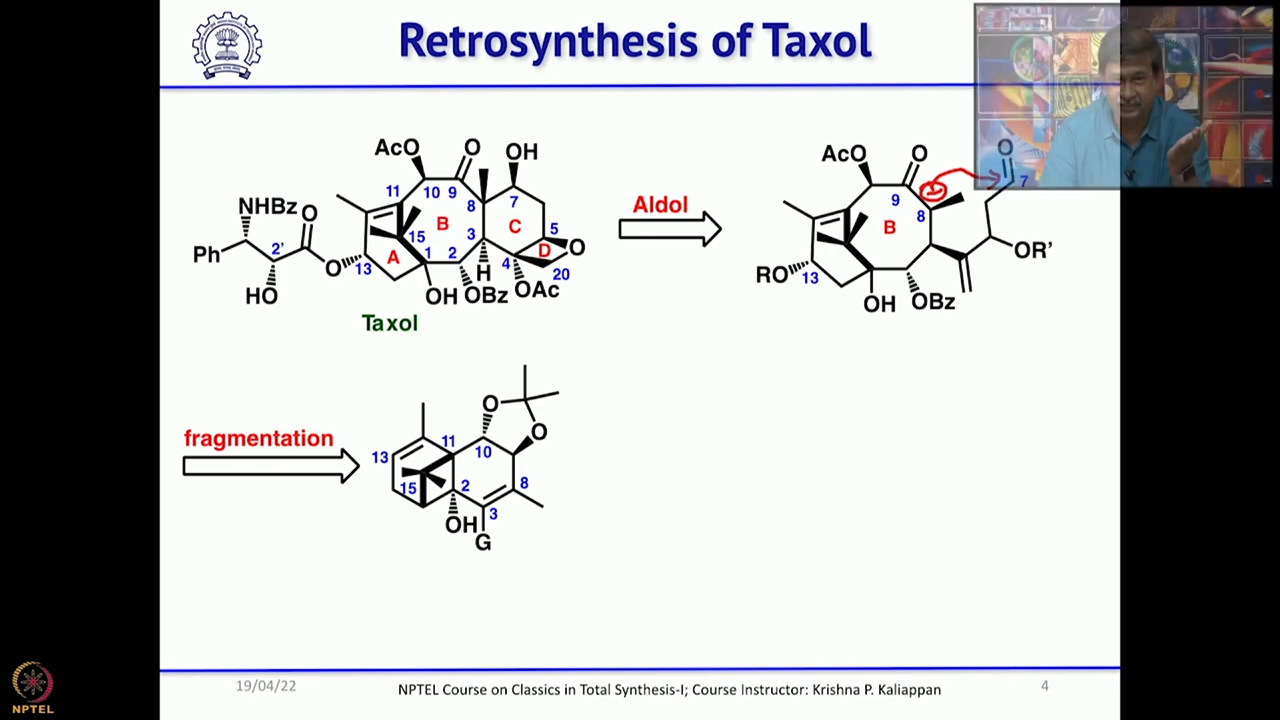 Retrosynthesis of Taxol
AcO
O
OH
11
10
9
8
7
NHBz
O
B
C
5
Ph
2'
15
3
D
O
A
1
2
4
20
O
13
H
HO
OH
OBz
OAc
Taxol
Aldol
AcO
O
O
7
9
8
B
OR'
RO
13
OH
OBz
fragmentation
O
O
11
10
13
15
2
8
3
OH
G
19/04/22
NPTEL Course on Classics in Total Synthesis-I; Course Instructor: Krishna P. Kaliappan
4
NPTEL